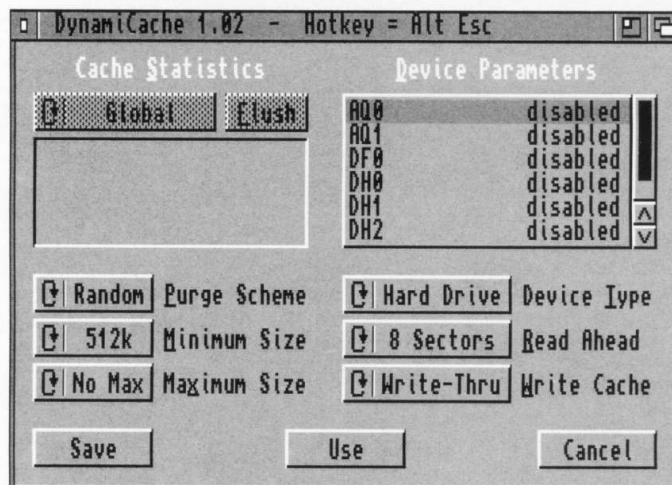 DynamiCache 1.02 - Hotkey = Alt Esc
Cache Statistics
Global
Flush
Device Parameters
AQ0 disabled
AQ1 disabled
DF0 disabled
DH0 disabled
DH1 disabled
DH2 disabled
Random Purge Scheme
512k Minimum Size
No Max Maximum Size
Hard Drive Device Type
8 Sectors Read Ahead
Write-Thru Write Cache
Save
Use
Cancel